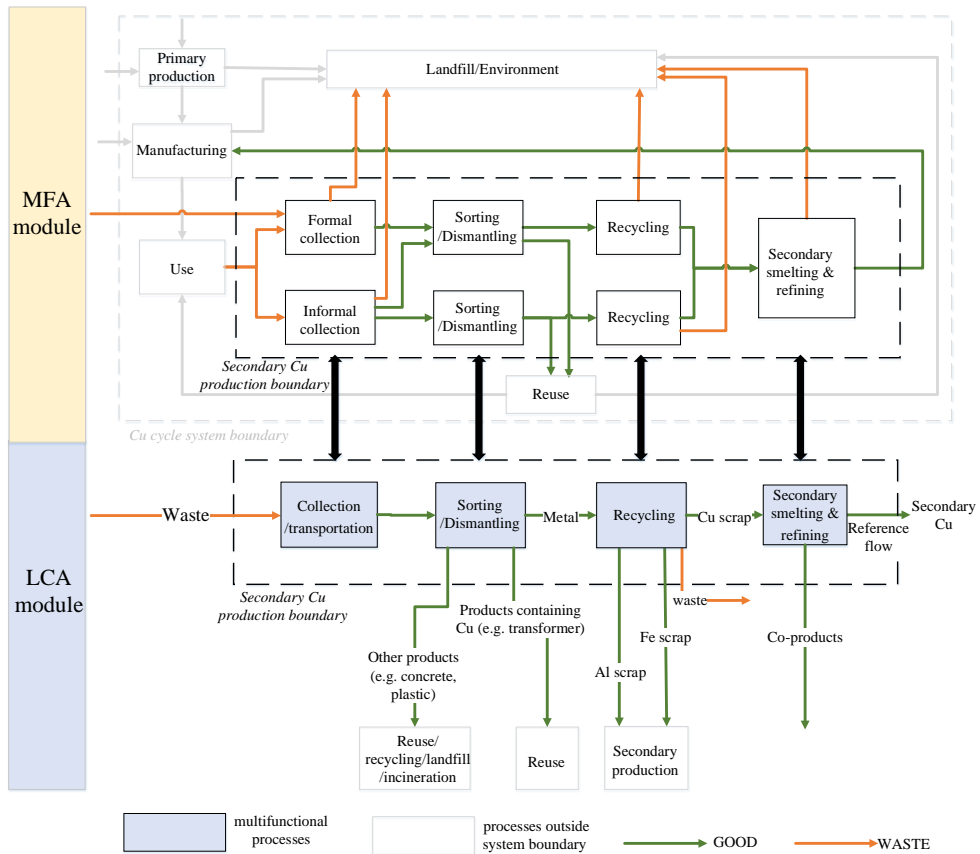 MFA
module
Primary
production
Landfill/Environment
Manufacturing
Use
Formal
collection
Sorting
/Dismantling
Recycling
Secondary
smelting &
refining
Informal
collection
Sorting
/Dismantling
Recycling
Secondary Cu
production boundary
Reuse
Cu cycle system boundary
LCA
module
Waste
Collection
/transportation
Sorting
/Dismantling
Metal
Recycling
Cu scrap
Secondary
smelting &
refining
Reference
flow
Secondary
Cu
Secondary Cu
production boundary
waste
Products containing
Cu (e.g. transformer)
Other products
(e.g. concrete,
plastic)
Al scrap
Fe scrap
Co-products
Reuse/
recycling/landfill
/incineration
Reuse
Secondary
production
multifunctional
processes
processes outside
system boundary
GOOD
WASTE